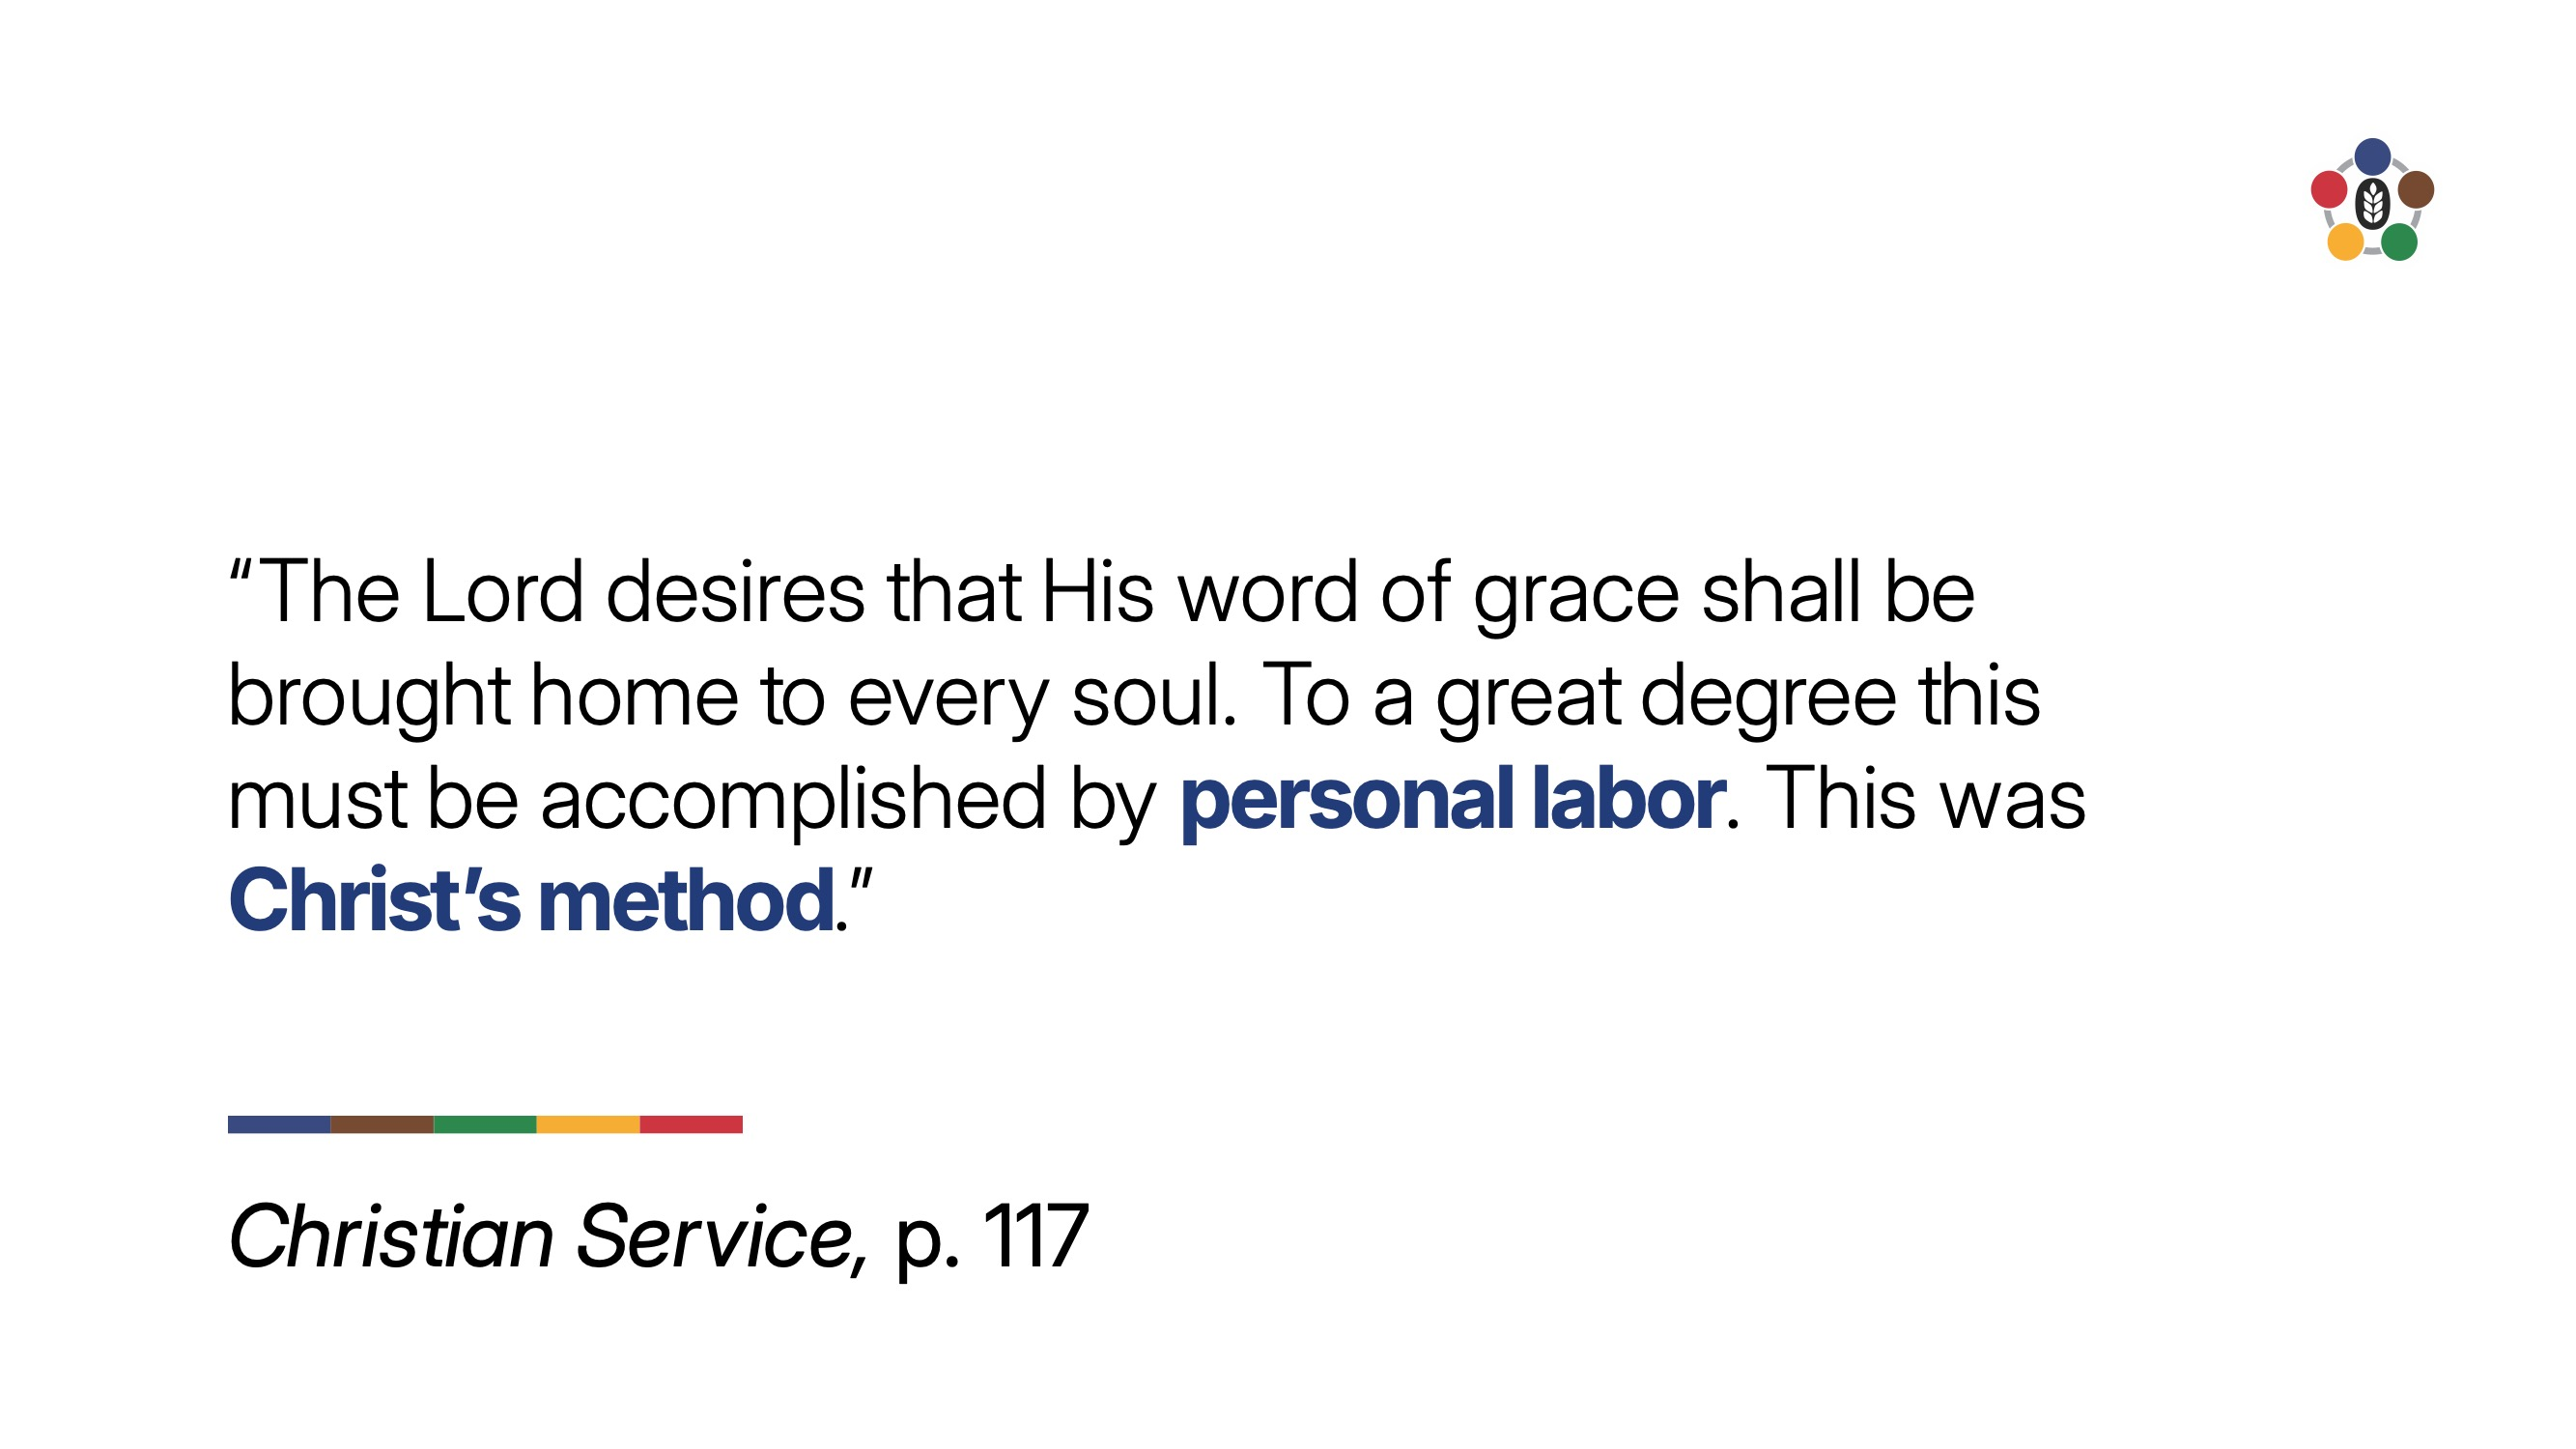 “The Lord desires that His word of grace shall be
brought home to every soul. To a great degree this
must be accomplished by personal labor. This was
Christ’s method.”
Christian Service, p. 117